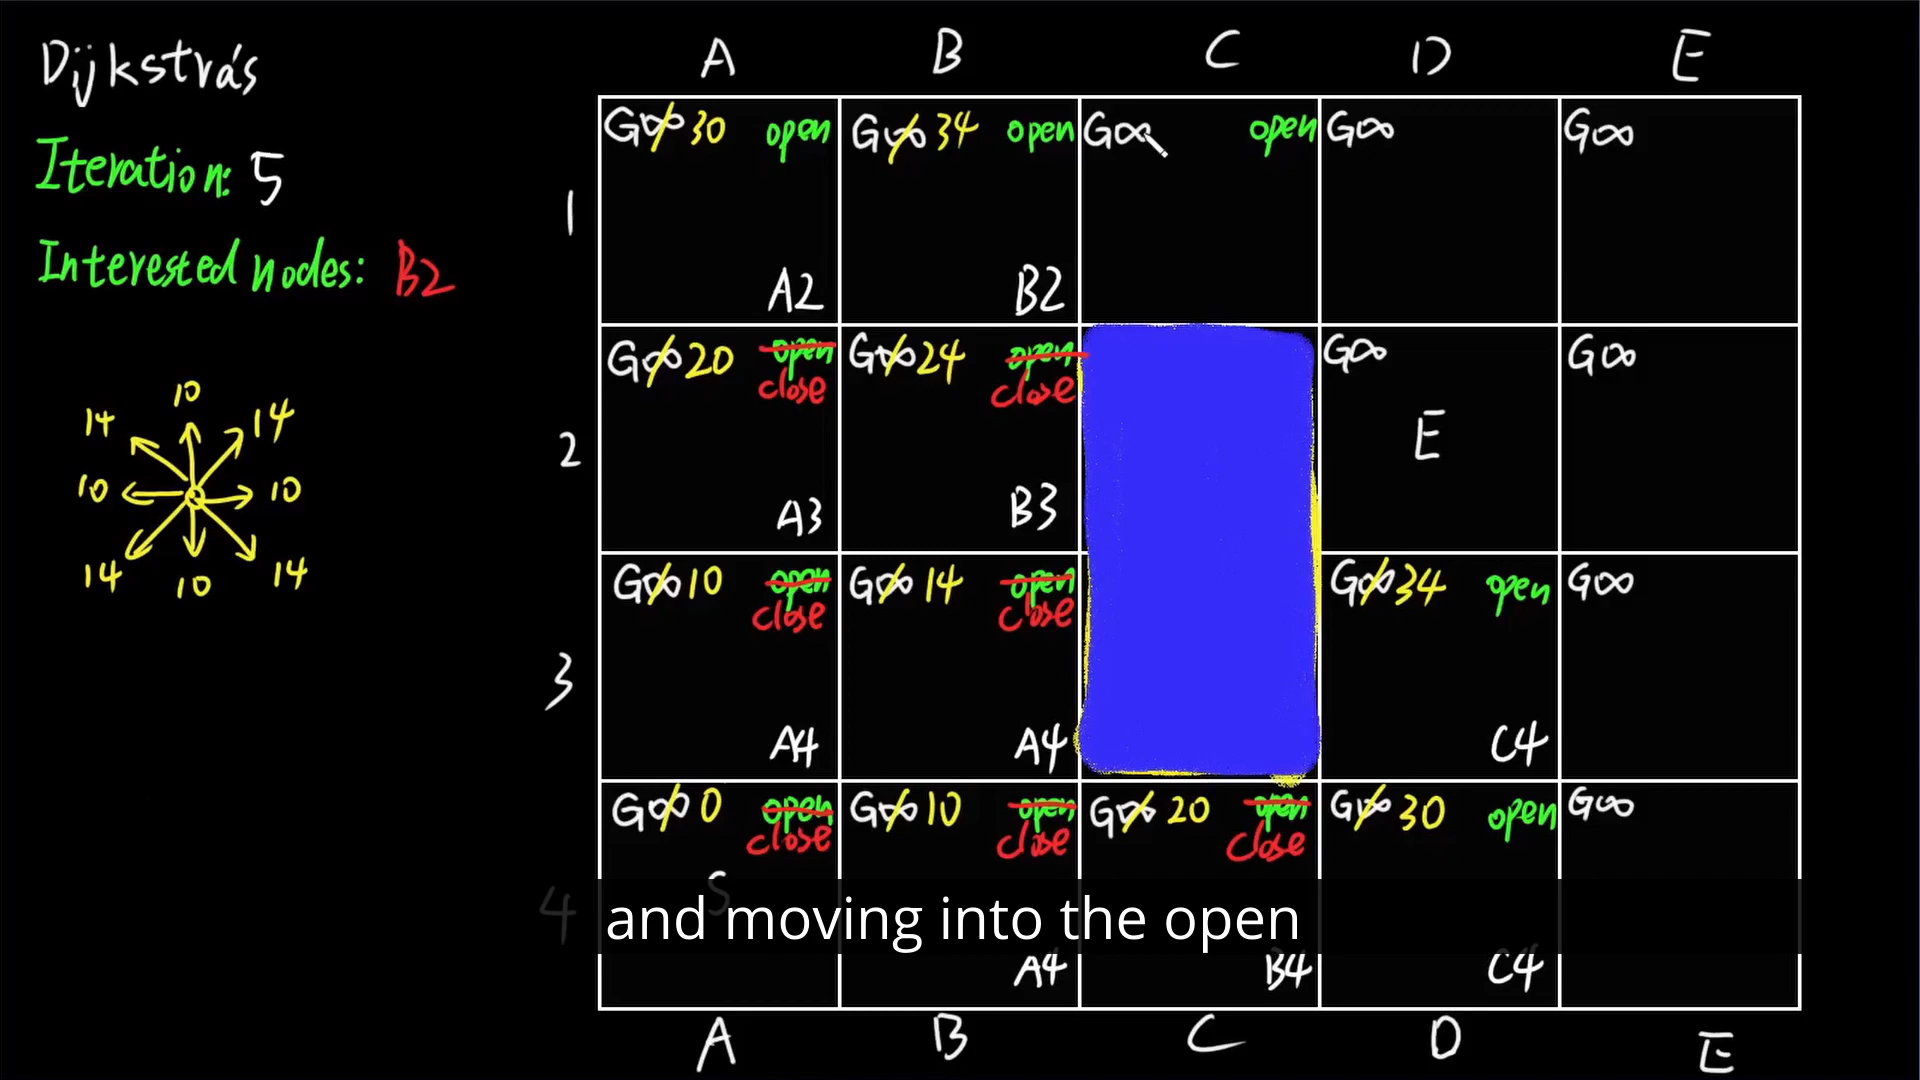 Dijkstra's
Iteration: 5
Interested nodes: B2
10
14 14
10 10
14 14
10
A B C D E
1
G∞ 30 open
A2
G∞ 34 open
B2
G∞ open
G∞
G∞
2
G∞ 20 open
close
A3
G∞ 24 open
close
B3
G∞
E
G∞
3
G∞ 10 open
close
A4
G∞ 14 open
close
A4
G∞ 34 open
C4
G∞
4
G∞ 0 open
close
S
G∞ 10 open
close
A4
G∞ 20 open
close
B4
G∞ 30 open
C4
G∞
and moving into the open
A B C D E